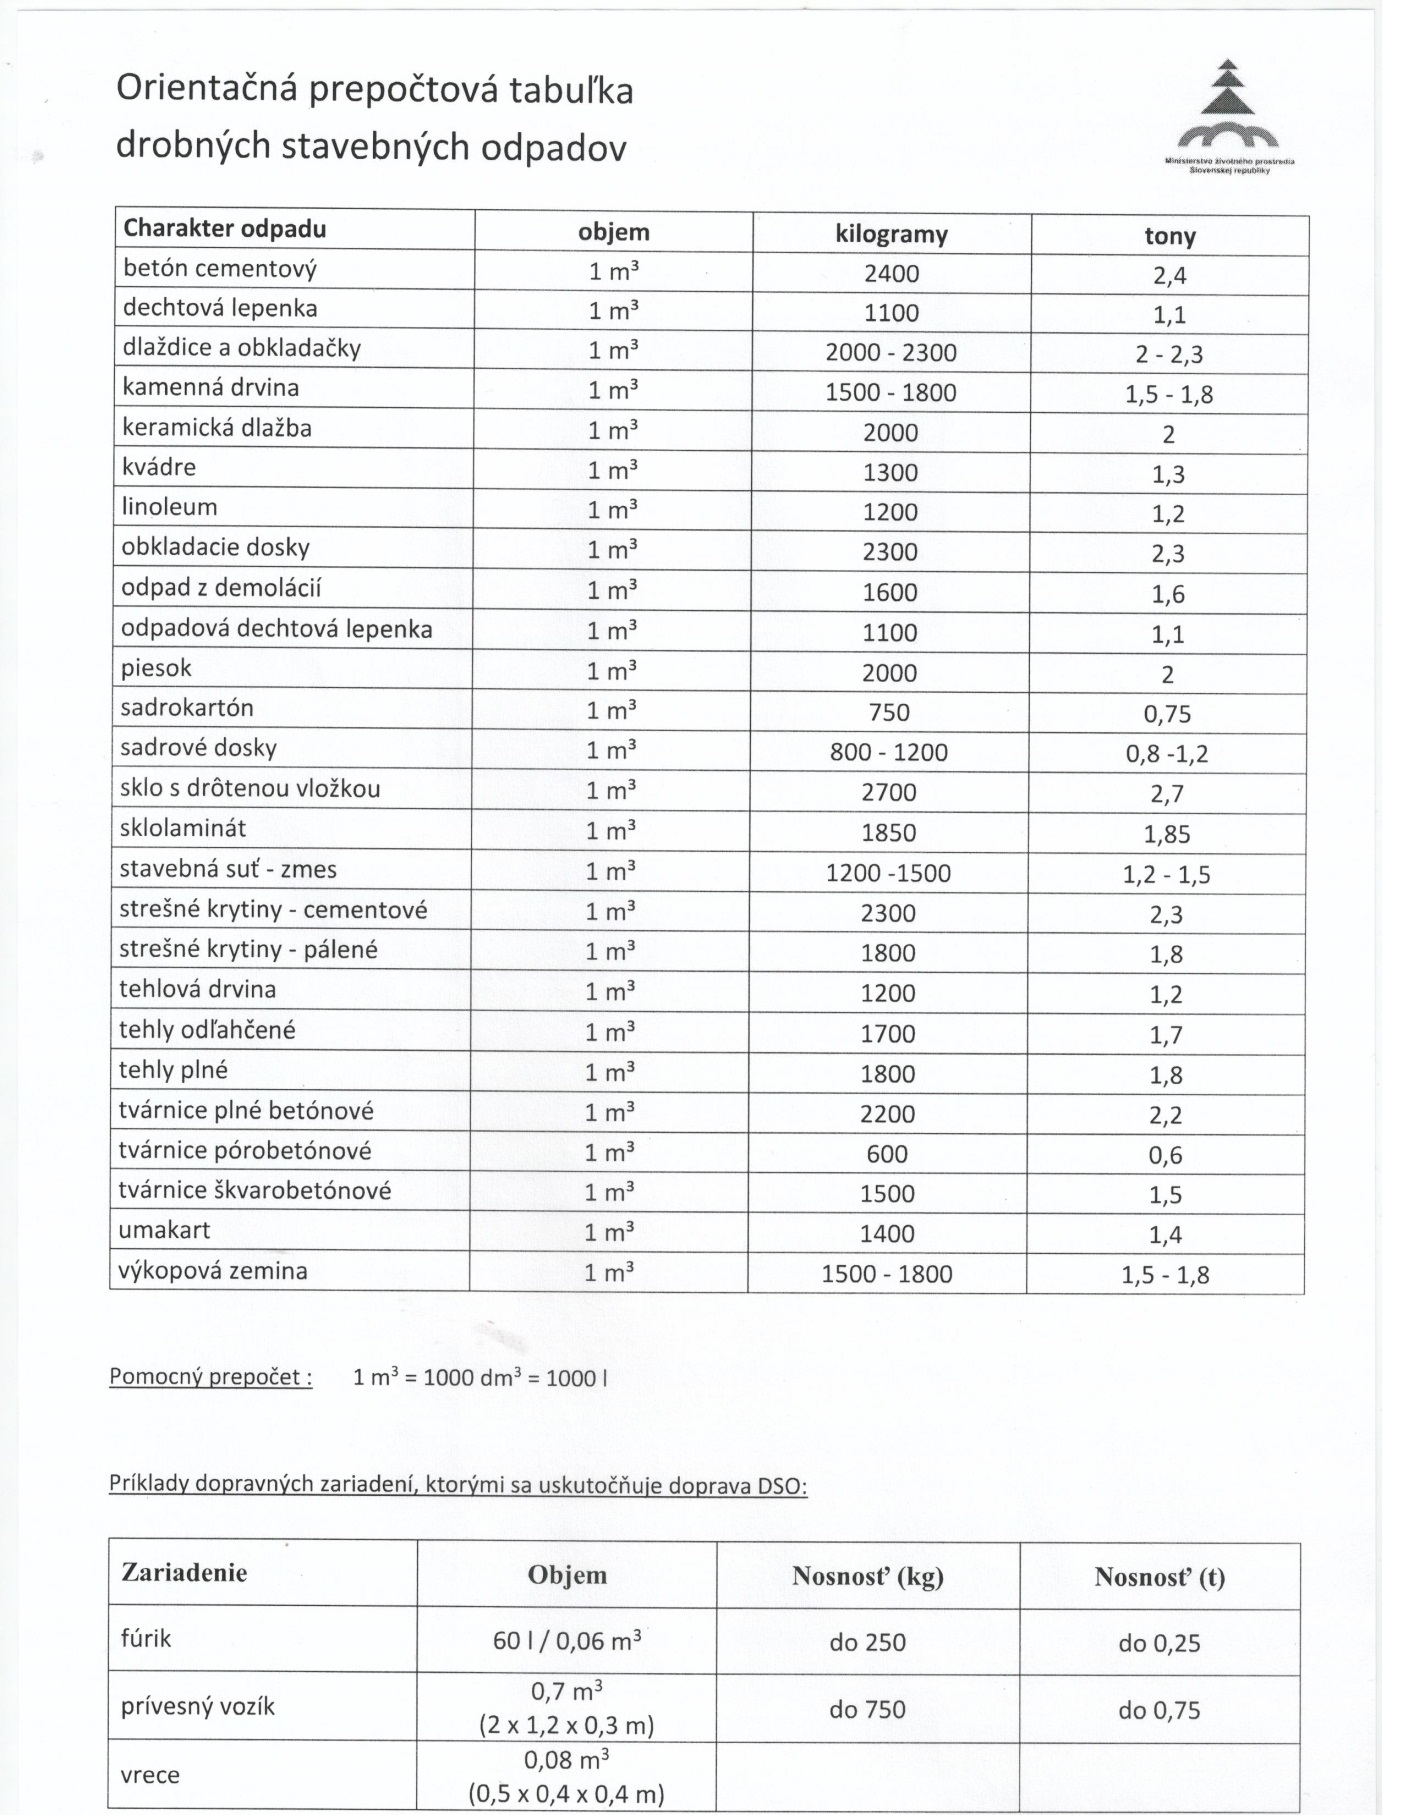 Orientačná prepočtová tabuľka
drobných stavebných odpadov
Ministerstvo životného prostredia
Slovenskej republiky
Charakter odpadu objem kilogramy tony
betón cementový 1 m³ 2400 2,4
dechtová lepenka 1 m³ 1100 1,1
dlaždice a obkladačky 1 m³ 2000 - 2300 2 - 2,3
kamenná drvina 1 m³ 1500 - 1800 1,5 - 1,8
keramická dlažba 1 m³ 2000 2
kvádre 1 m³ 1300 1,3
linoleum 1 m³ 1200 1,2
obkladacie dosky 1 m³ 2300 2,3
odpad z demolácií 1 m³ 1600 1,6
odpadová dechtová lepenka 1 m³ 1100 1,1
piesok 1 m³ 2000 2
sadrokartón 1 m³ 750 0,75
sadrové dosky 1 m³ 800 - 1200 0,8 -1,2
sklo s drôtenou vložkou 1 m³ 2700 2,7
sklolaminát 1 m³ 1850 1,85
stavebná suť - zmes 1 m³ 1200 -1500 1,2 - 1,5
strešné krytiny - cementové 1 m³ 2300 2,3
strešné krytiny - pálené 1 m³ 1800 1,8
tehlová drvina 1 m³ 1200 1,2
tehly odľahčené 1 m³ 1700 1,7
tehly plné 1 m³ 1800 1,8
tvárnice plné betónové 1 m³ 2200 2,2
tvárnice pórobetónové 1 m³ 600 0,6
tvárnice škvarobetónové 1 m³ 1500 1,5
umakart 1 m³ 1400 1,4
výkopová zemina 1 m³ 1500 - 1800 1,5 - 1,8
Pomocný prepočet : 1 m³ = 1000 dm³ = 1000 l
Príklady dopravných zariadení, ktorými sa uskutočňuje doprava DSO:
Zariadenie Objem Nosnosť (kg) Nosnosť (t)
fúrik 60 l / 0,06 m³ do 250 do 0,25
prívesný vozík 0,7 m³ do 750 do 0,75
(2 x 1,2 x 0,3 m)
vrece 0,08 m³
(0,5 x 0,4 x 0,4 m)